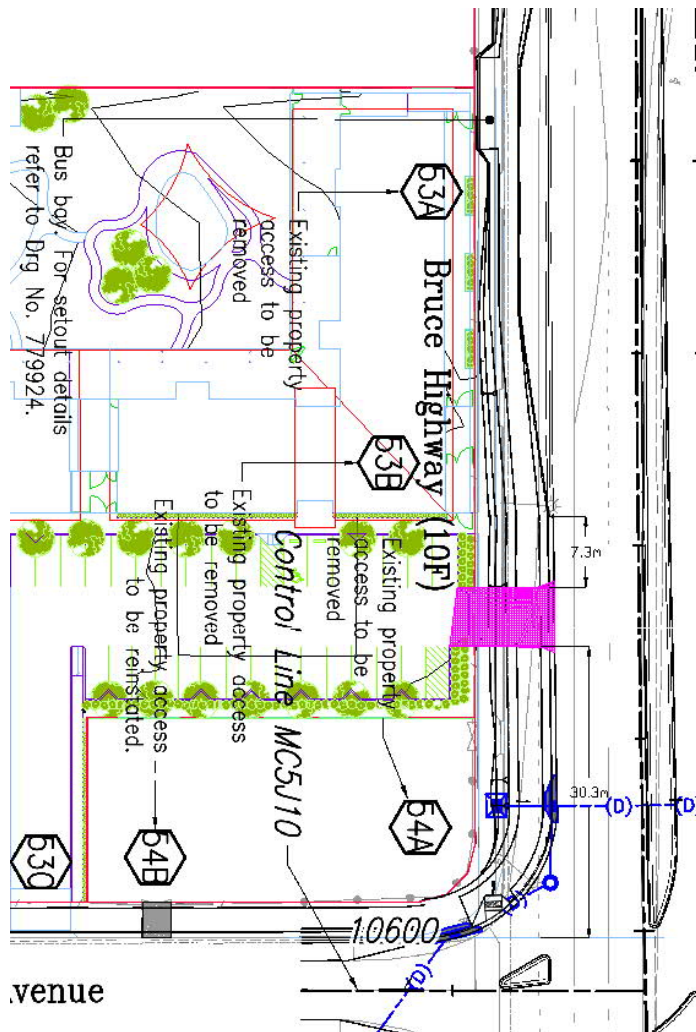 53A
Existing property
access to be
removed
Bus bay. For setout details
refer to Drg No. 779924.
Bruce Highway (10F)
53B
Existing property
access to be
removed
Existing property access
to be removed
Existing property access
to be reinstated.
Control Line MC5J10
7.3m
30.3m
54A
54B
530
10600
(D)
(D)
(D)
(D)
venue